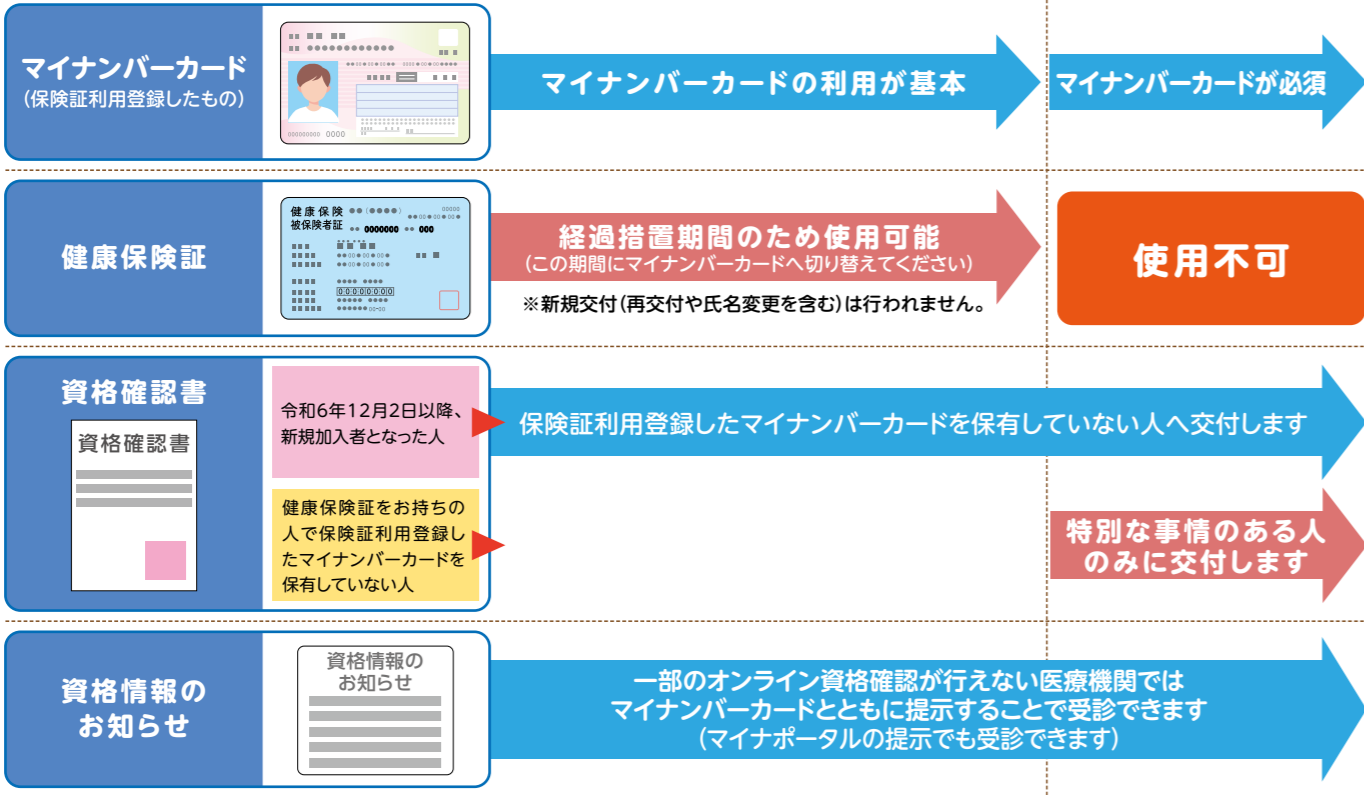 マイナンバーカード
(保険証利用登録したもの)
000000000 0000
マイナンバーカードの利用が基本
マイナンバーカードが必須
健康保険証
健康保険 ●●(●●●●) 00000
●●00●00●00●
被保険者証 ●● 0000000 ●● 000
●●00●00●00●
●●00●00●00●
●●●● ●●●●
00000000
●●●●● ●●●●
●●●●●●00-00
経過措置期間のため使用可能
(この期間にマイナンバーカードへ切り替えてください)
※新規交付(再交付や氏名変更を含む)は行われません。
使用不可
資格確認書
資格確認書
令和6年12月2日以降、
新規加入者となった人
保険証利用登録したマイナンバーカードを保有していない人へ交付します
健康保険証をお持ちの
人で保険証利用登録し
たマイナンバーカードを
保有していない人
特別な事情のある人
のみに交付します
資格情報の
お知らせ
資格情報の
お知らせ
一部のオンライン資格確認が行えない医療機関では
マイナンバーカードとともに提示することで受診できます
(マイナポータルの提示でも受診できます)